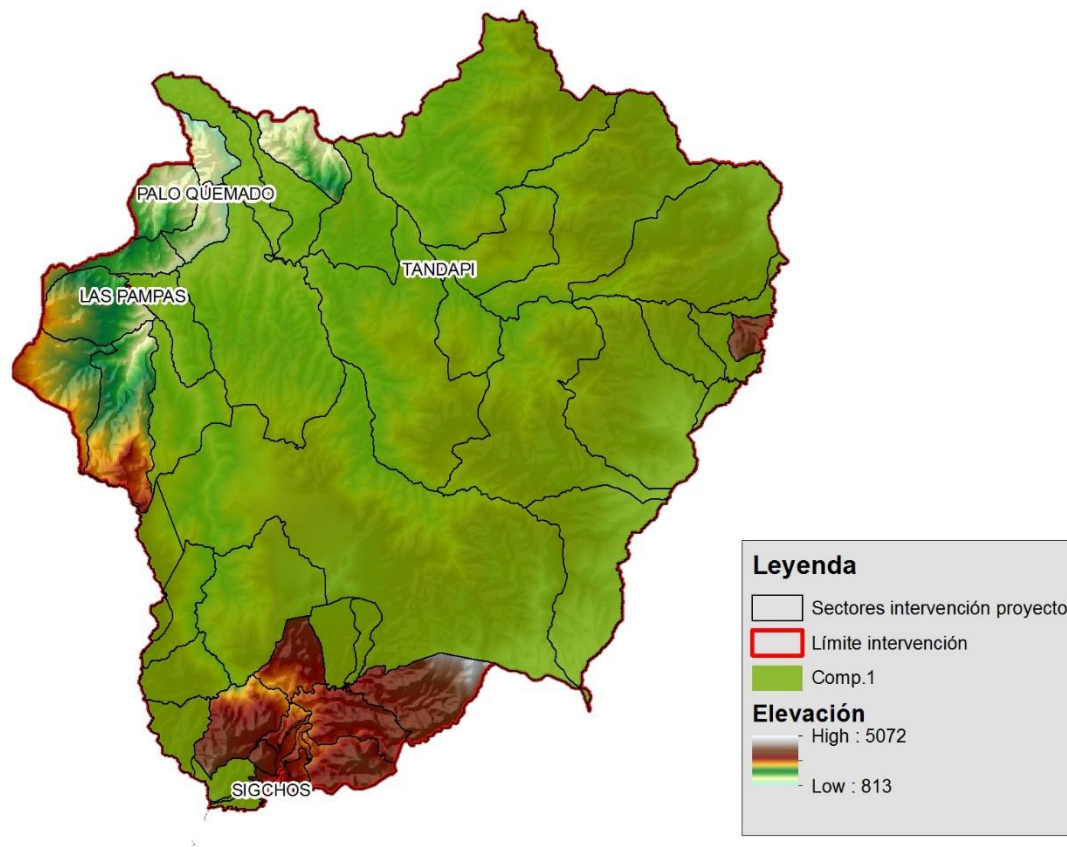 PALO QUEMADO
LAS PAMPAS
TANDAPI
SIGCHOS
Leyenda
Sectores intervención proyecto
Límite intervención
Comp.1
Elevación
High : 5072
Low : 813